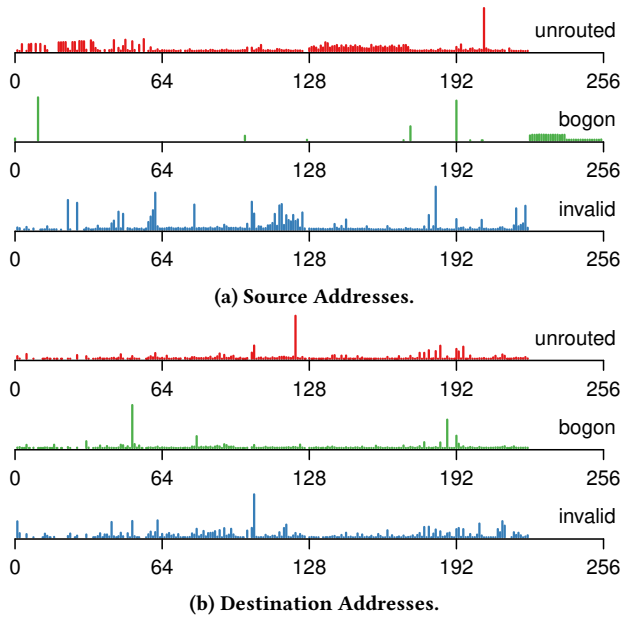 unrouted
0 64 128 192 256
bogon
0 64 128 192 256
invalid
0 64 128 192 256
(a) Source Addresses.
unrouted
0 64 128 192 256
bogon
0 64 128 192 256
invalid
0 64 128 192 256
(b) Destination Addresses.